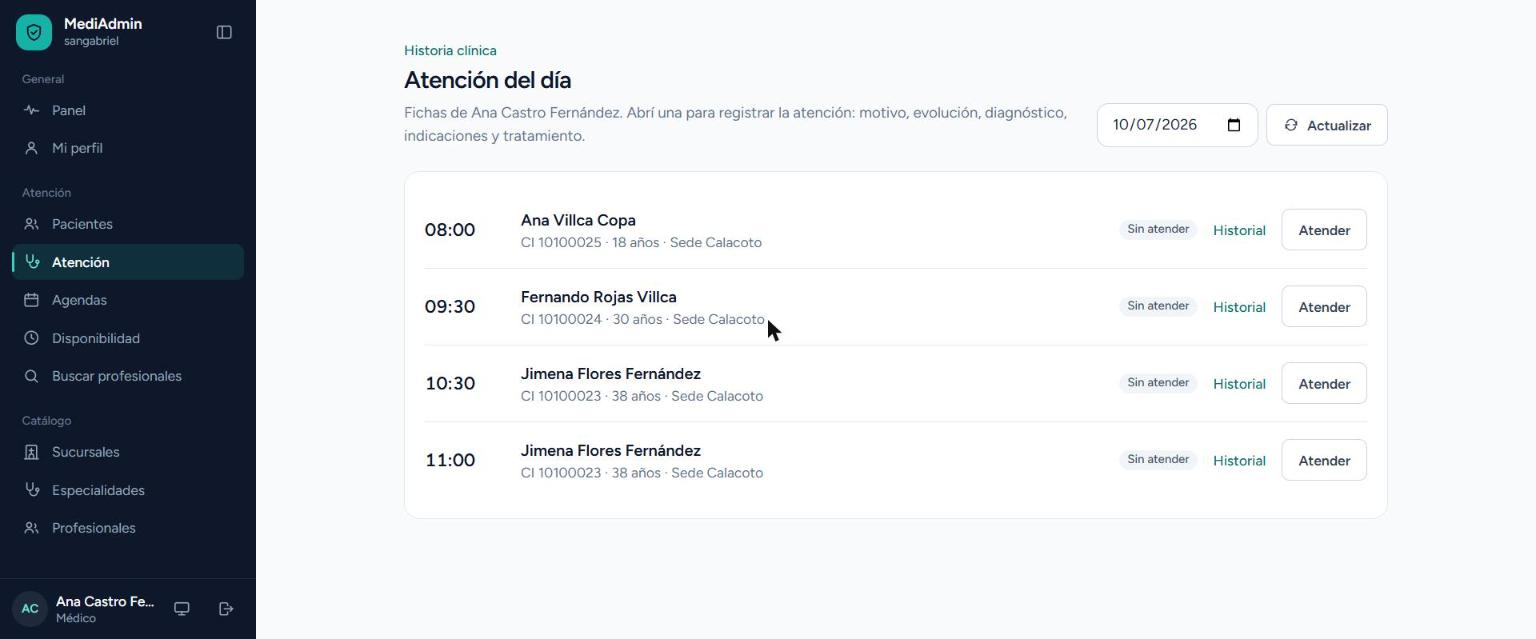 MediAdmin
sangabriel
General
Panel
Mi perfil
Atención
Pacientes
Atención
Agendas
Disponibilidad
Buscar profesionales
Catálogo
Sucursales
Especialidades
Profesionales
AC
Ana Castro Fe...
Médico
Historia clínica
Atención del día
Fichas de Ana Castro Fernández. Abrí una para registrar la atención: motivo, evolución, diagnóstico,
indicaciones y tratamiento.
10/07/2026
Actualizar
08:00
Ana Villca Copa
CI 10100025 · 18 años · Sede Calacoto
Sin atender
Historial
Atender
09:30
Fernando Rojas Villca
CI 10100024 · 30 años · Sede Calacoto
Sin atender
Historial
Atender
10:30
Jimena Flores Fernández
CI 10100023 · 38 años · Sede Calacoto
Sin atender
Historial
Atender
11:00
Jimena Flores Fernández
CI 10100023 · 38 años · Sede Calacoto
Sin atender
Historial
Atender